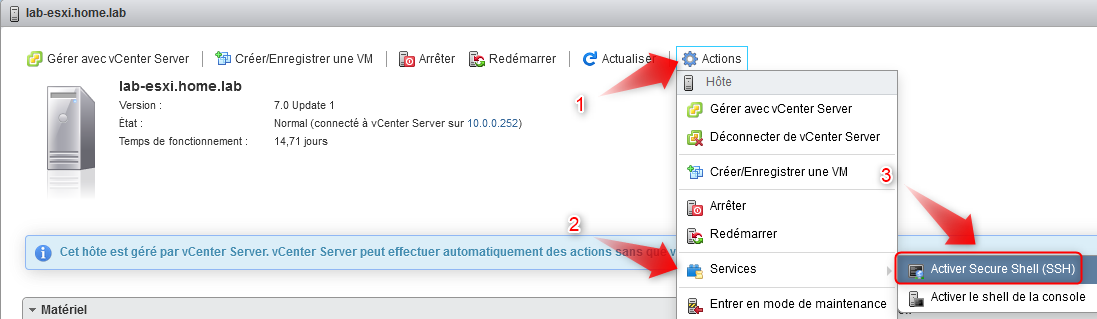 lab-esxi.home.lab
Gérer avec vCenter Server Créer/Enregistrer une VM Arrêter Redémarrer Actualiser Actions
lab-esxi.home.lab
Version : 7.0 Update 1
État : Normal (connecté à vCenter Server sur 10.0.0.252)
Temps de fonctionnement : 14,71 jours
1
Hôte
Gérer avec vCenter Server
Déconnecter de vCenter Server
Créer/Enregistrer une VM
3
Arrêter
2
Redémarrer
Cet hôte est géré par vCenter Server. vCenter Server peut effectuer automatiquement des actions sans que
Services
Activer Secure Shell (SSH)
Activer le shell de la console
Entrer en mode de maintenance
Matériel